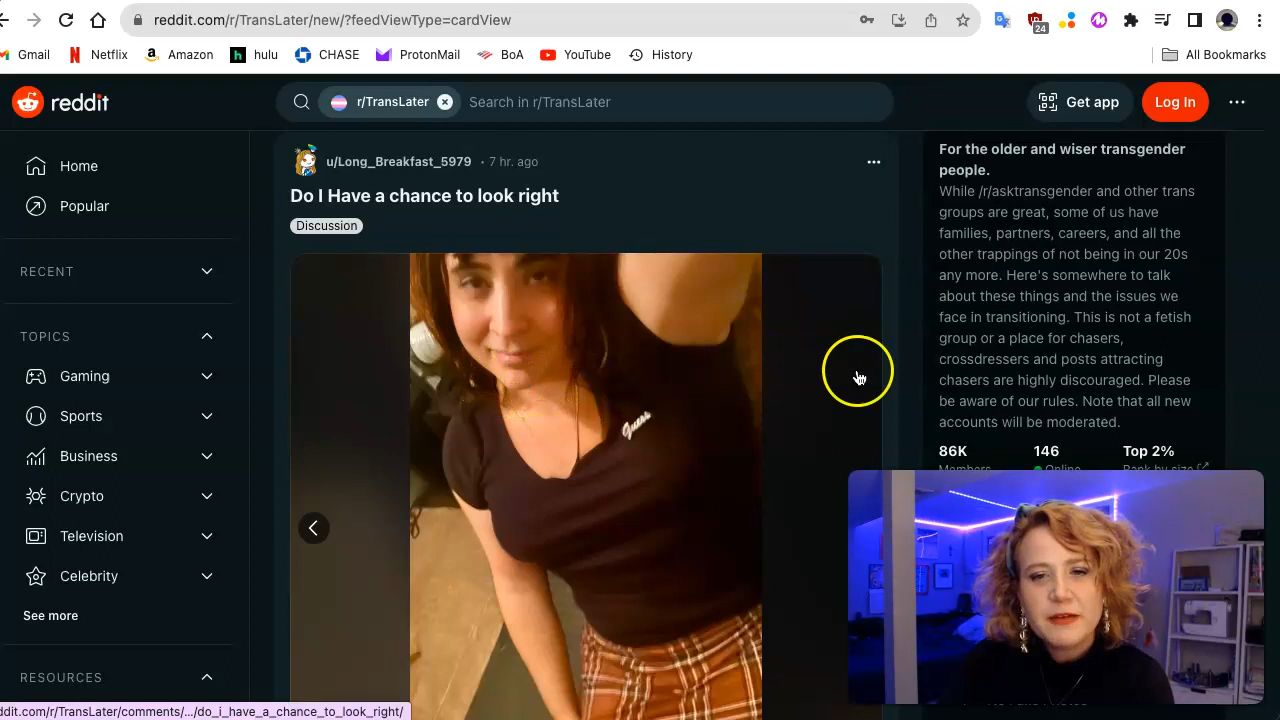 reddit.com/r/TransLater/new/?feedViewType=cardView
24
Gmail Netflix Amazon hulu CHASE ProtonMail BoA YouTube History All Bookmarks
reddit r/TransLater Search in r/TransLater Get app Log In
Home
Popular
RECENT
TOPICS
Gaming
Sports
Business
Crypto
Television
Celebrity
See more
RESOURCES
u/Long_Breakfast_5979 • 7 hr. ago
Do I Have a chance to look right
Discussion
Guess
For the older and wiser transgender
people.
While /r/asktransgender and other trans
groups are great, some of us have
families, partners, careers, and all the
other trappings of not being in our 20s
any more. Here's somewhere to talk
about these things and the issues we
face in transitioning. This is not a fetish
group or a place for chasers,
crossdressers and posts attracting
chasers are highly discouraged. Please
be aware of our rules. Note that all new
accounts will be moderated.
86K 146 Top 2%
Members Online Rank by size
ddit.com/r/TransLater/comments/.../do_i_have_a_chance_to_look_right/